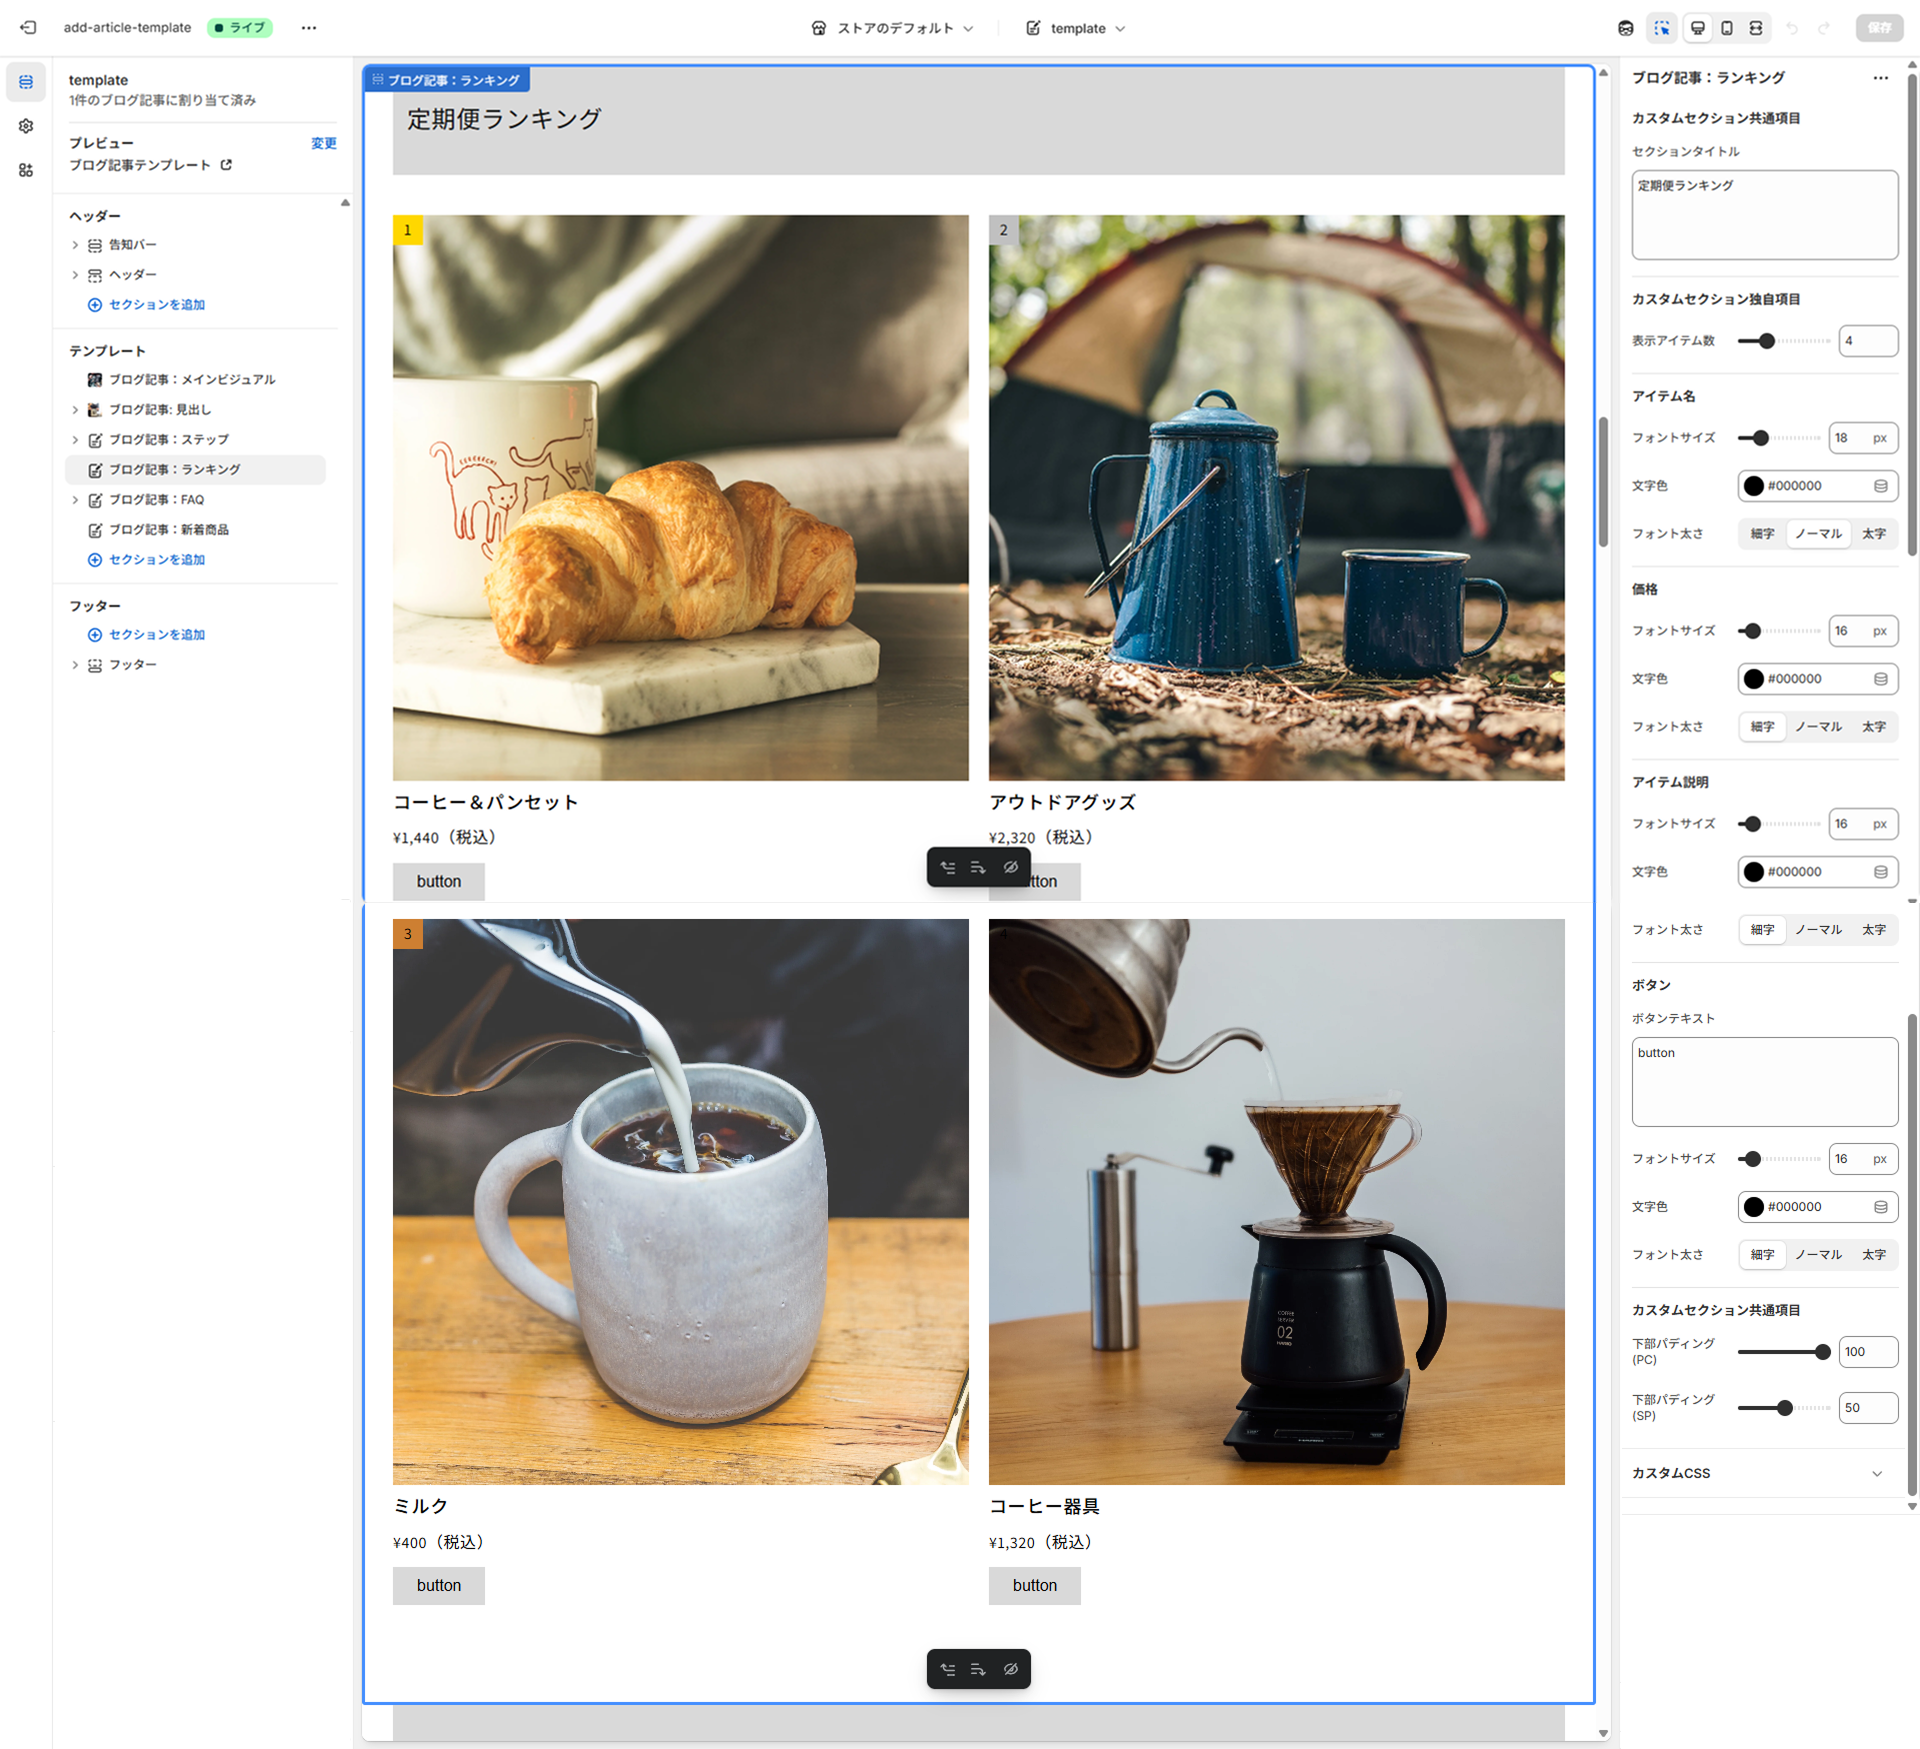 add-article-template
ライブ
ストアのデフォルト
template
保存
template
1件のブログ記事に割り当て済み
プレビュー
変更
ブログ記事テンプレート
ヘッダー
告知バー
ヘッダー
セクションを追加
テンプレート
ブログ記事：メインビジュアル
ブログ記事: 見出し
ブログ記事：ステップ
ブログ記事：ランキング
ブログ記事：FAQ
ブログ記事：新着商品
セクションを追加
フッター
セクションを追加
フッター
ブログ記事：ランキング
定期便ランキング
1
2
コーヒー＆パンセット
¥1,440（税込）
button
アウトドアグッズ
¥2,320（税込）
tton
3
4
COFFEE
SERVER
02
HARIO
ミルク
¥400（税込）
button
コーヒー器具
¥1,320（税込）
button
ブログ記事：ランキング
カスタムセクション共通項目
セクションタイトル
定期便ランキング
カスタムセクション独自項目
表示アイテム数 4
アイテム名
フォントサイズ 18 px
文字色 #000000
フォント太さ 細字 ノーマル 太字
価格
フォントサイズ 16 px
文字色 #000000
フォント太さ 細字 ノーマル 太字
アイテム説明
フォントサイズ 16 px
文字色 #000000
フォント太さ 細字 ノーマル 太字
ボタン
ボタンテキスト
button
フォントサイズ 16 px
文字色 #000000
フォント太さ 細字 ノーマル 太字
カスタムセクション共通項目
下部パディング
(PC)
100
下部パディング
(SP)
50
カスタムCSS